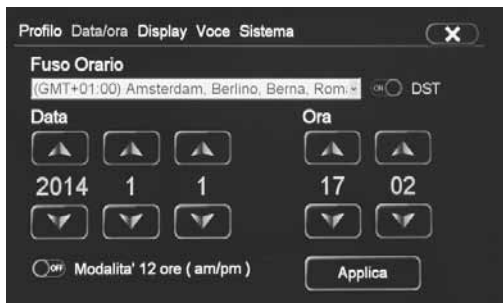 Profilo Data/ora Display Voce Sistema
Fuso Orario
(GMT+01:00) Amsterdam, Berlino, Berna, Rom
ON DST
Data Ora
2014 1 1 17 02
OFF Modalita' 12 ore ( am/pm )
Applica